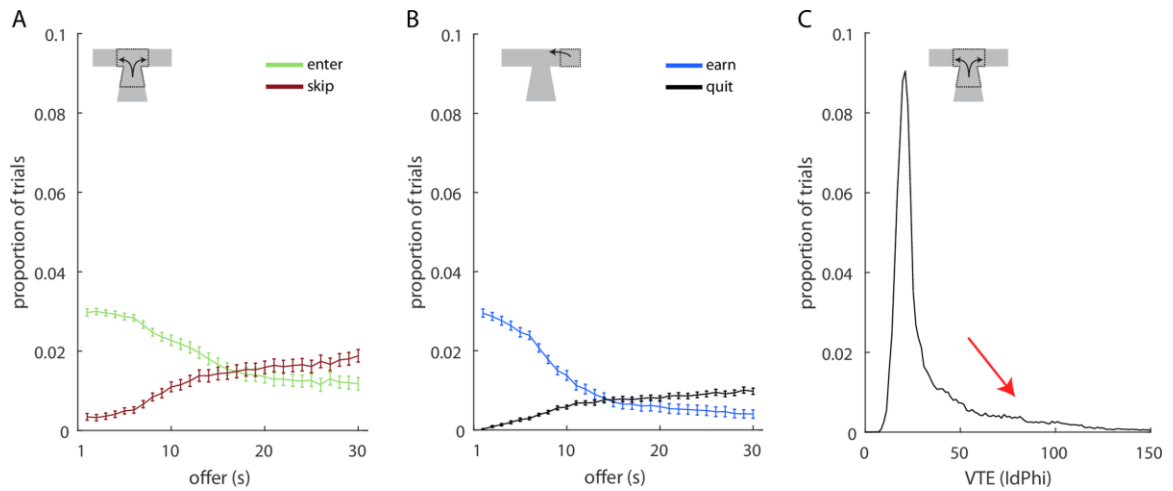 A
0.1
0.08
0.06
0.04
0.02
0
proportion of trials
enter
skip
1
10
20
30
offer (s)
B
0.1
0.08
0.06
0.04
0.02
0
proportion of trials
earn
quit
1
10
20
30
offer (s)
C
0.1
0.08
0.06
0.04
0.02
0
proportion of trials
1
50
100
150
VTE (IdPhi)